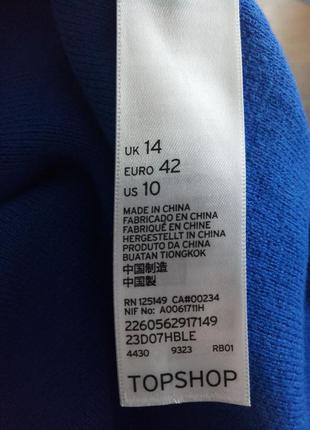 UK 14
EURO 42
US 10
MADE IN CHINA
FABRICADO EN CHINA
FABRIQUÉ EN CHINE
HERGESTELLT IN CHINA
PRODUTO DA CHINA
BUATAN TIONGKOK
中国制造
中国製
RN 125149 CA#00234
NIF No: A0061711H
2260562917149
23D07HBLE
4430 9323 RB01
TOPSHOP